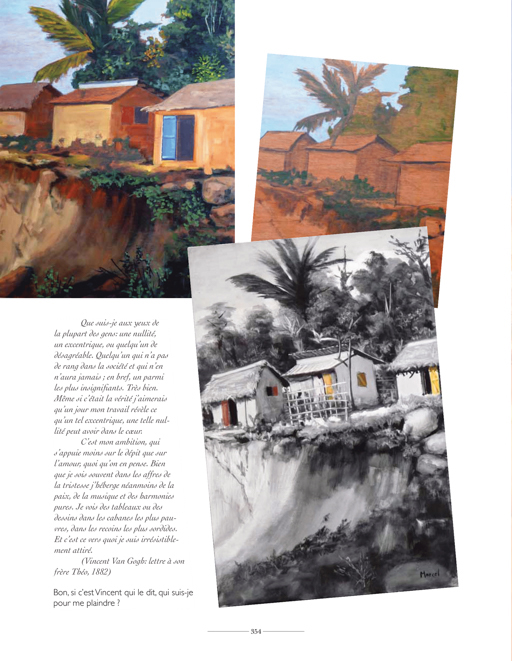 Que suis-je aux yeux de
la plupart des gens: une nullité,
un excentrique, ou quelqu'un de
désagréable. Quelqu'un qui n'a pas
de rang dans la société et qui n'en
n'aura jamais ; en bref, un parmi
les plus insignifiants. Très bien.
Même si c'était la vérité j'aimerais
qu'un jour mon travail révèle ce
qu'un tel excentrique, une telle nul-
lité peut avoir dans le cœur.
C'est mon ambition, qui
s'appuie moins sur le dépit que sur
l'amour, quoi qu'on en pense. Bien
que je sois souvent dans les affres de
la tristesse j'héberge néanmoins de la
paix, de la musique et des harmonies
pures. Je vois des tableaux ou des
dessins dans les cabanes les plus pau-
vres, dans les recoins les plus sordides.
Et c'est ce vers quoi je suis irrésistible-
ment attiré.
(Vincent Van Gogh: lettre à son
frère Théo, 1882)
Bon, si c'est Vincent qui le dit, qui suis-je
pour me plaindre ?
Marcel
354